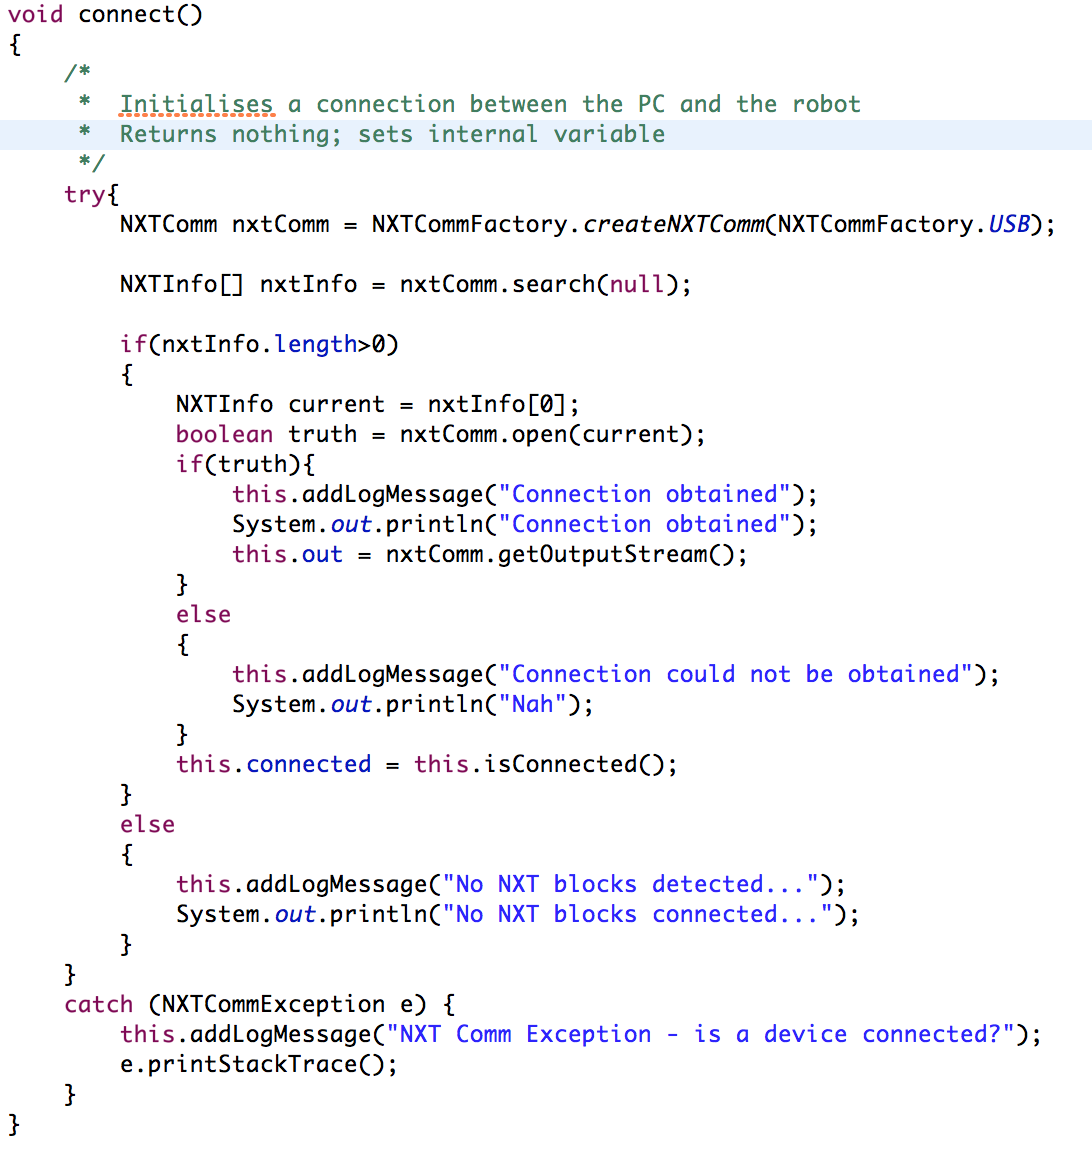 void connect()
{
    /*
     *  Initialises a connection between the PC and the robot
     *  Returns nothing; sets internal variable
     */
    try{
        NXTComm nxtComm = NXTCommFactory.createNXTComm(NXTCommFactory.USB);

        NXTInfo[] nxtInfo = nxtComm.search(null);

        if(nxtInfo.length>0)
        {
            NXTInfo current = nxtInfo[0];
            boolean truth = nxtComm.open(current);
            if(truth){
                this.addLogMessage("Connection obtained");
                System.out.println("Connection obtained");
                this.out = nxtComm.getOutputStream();
            }
            else
            {
                this.addLogMessage("Connection could not be obtained");
                System.out.println("Nah");
            }
            this.connected = this.isConnected();
        }
        else
        {
            this.addLogMessage("No NXT blocks detected...");
            System.out.println("No NXT blocks connected...");
        }
    }
    catch (NXTCommException e) {
        this.addLogMessage("NXT Comm Exception - is a device connected?");
        e.printStackTrace();
    }
}